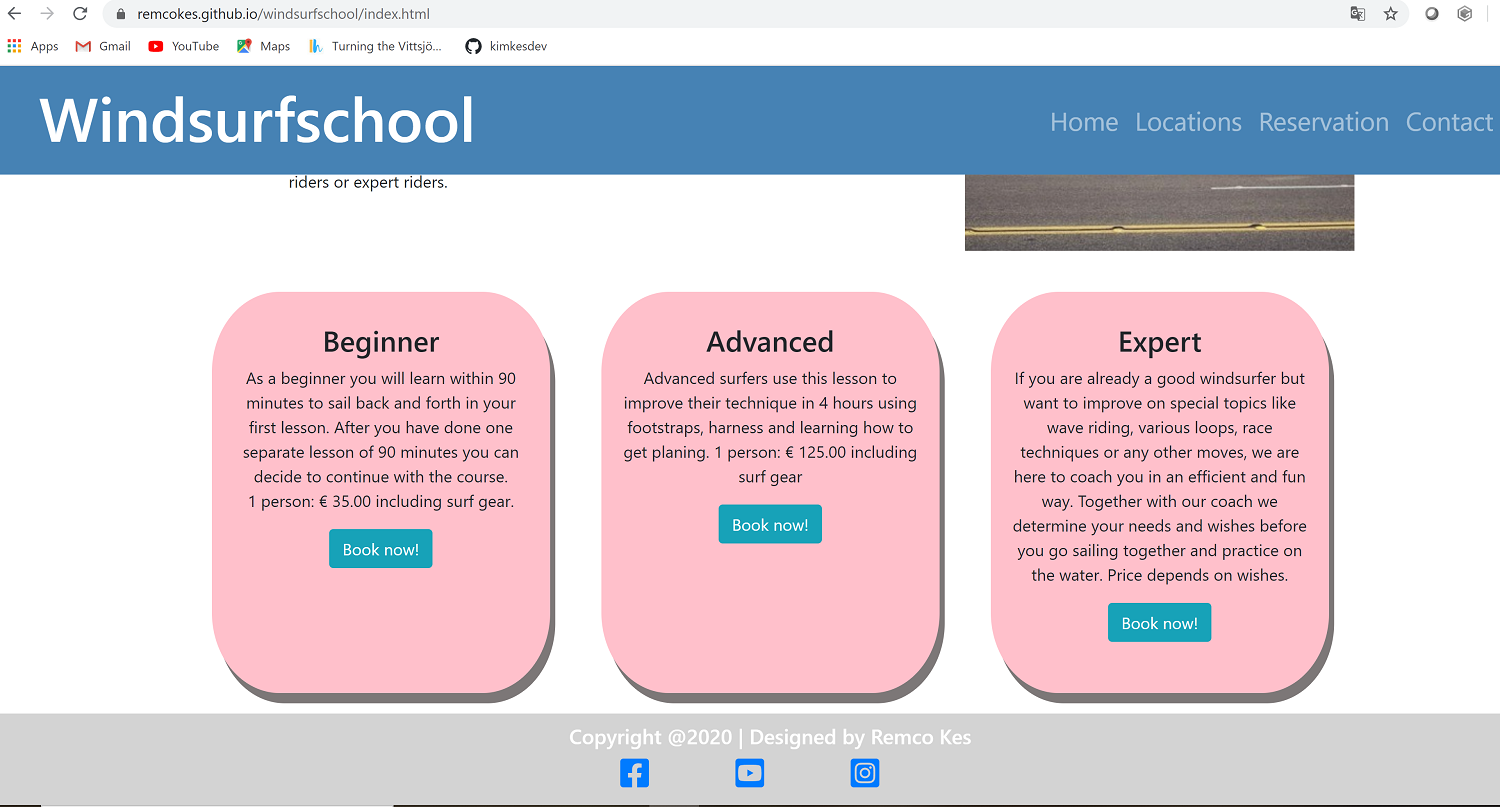 remcokes.github.io/windsurfschool/index.html
Apps Gmail YouTube Maps Turning the Vittsjö... kimkesdev
Windsurfschool
Home Locations Reservation Contact
riders or expert riders.
Beginner
As a beginner you will learn within 90
minutes to sail back and forth in your
first lesson. After you have done one
separate lesson of 90 minutes you can
decide to continue with the course.
1 person: € 35.00 including surf gear.
Book now!
Advanced
Advanced surfers use this lesson to
improve their technique in 4 hours using
footstraps, harness and learning how to
get planing. 1 person: € 125.00 including
surf gear
Book now!
Expert
If you are already a good windsurfer but
want to improve on special topics like
wave riding, various loops, race
techniques or any other moves, we are
here to coach you in an efficient and fun
way. Together with our coach we
determine your needs and wishes before
you go sailing together and practice on
the water. Price depends on wishes.
Book now!
Copyright @2020 | Designed by Remco Kes